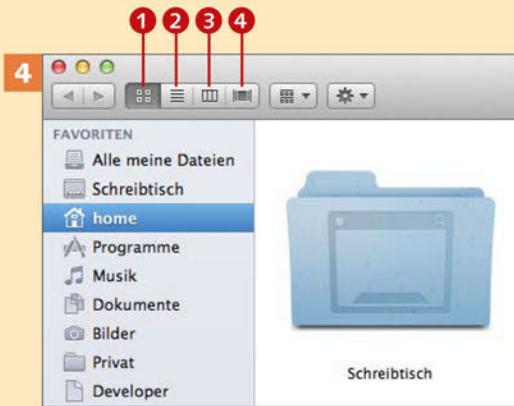 1 2 3 4
4
FAVORITEN
Alle meine Dateien
Schreibtisch
home
Programme
Musik
Dokumente
Bilder
Privat
Developer
Schreibtisch